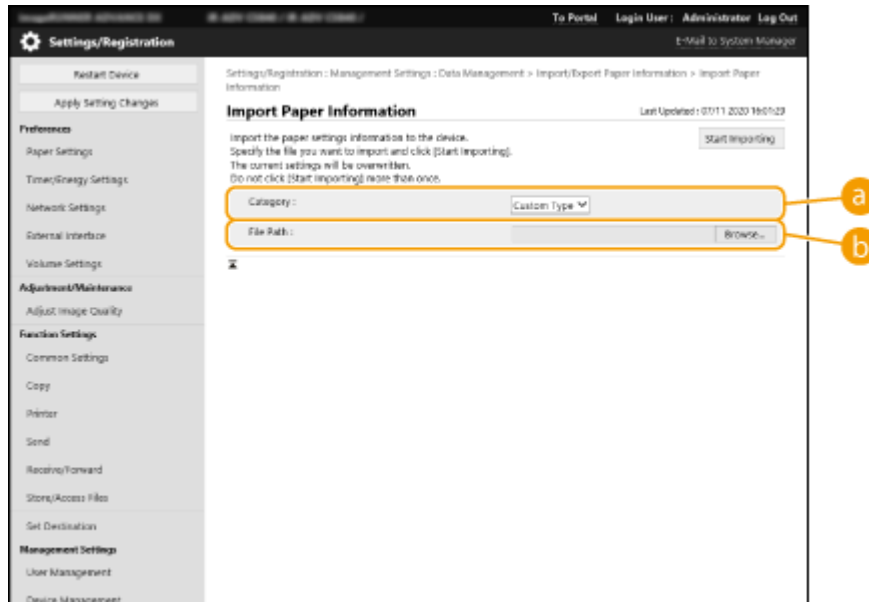 To Portal Login User : Administrator Log Out
Settings/Registration
E-Mail to System Manager
Restart Device
Apply Setting Changes
Preferences
Paper Settings
Timer/Energy Settings
Network Settings
External Interface
Volume Settings
Adjustment/Maintenance
Adjust Image Quality
Function Settings
Common Settings
Copy
Printer
Send
Receive/Forward
Store/Access Files
Set Destination
Management Settings
User Management
Device Management
Settings/Registration : Management Settings : Data Management > Import/Export Paper Information > Import Paper
Information
Import Paper Information
Last Updated : 07/11 2020 16:01:29
Import the paper settings information to the device.
Specify the file you want to import and click [Start Importing].
The current settings will be overwritten.
Do not click [Start Importing] more than once.
Start Importing
Category :
Custom Type
a
File Path :
Browse...
b